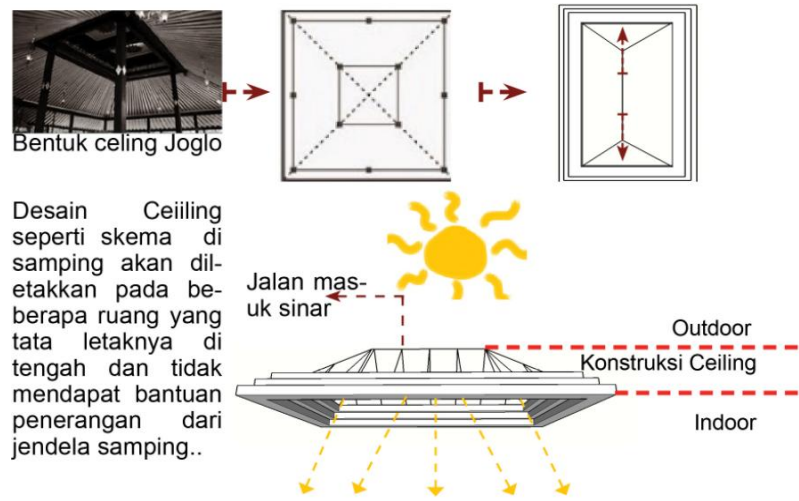 Bentuk celing Joglo
Desain Ceiiling
seperti skema di
samping akan dil-
etakkan pada be-
berapa ruang yang
tata letaknya di
tengah dan tidak
mendapat bantuan
penerangan dari
jendela samping..
Jalan mas-
uk sinar
Outdoor
Konstruksi Ceiling
Indoor